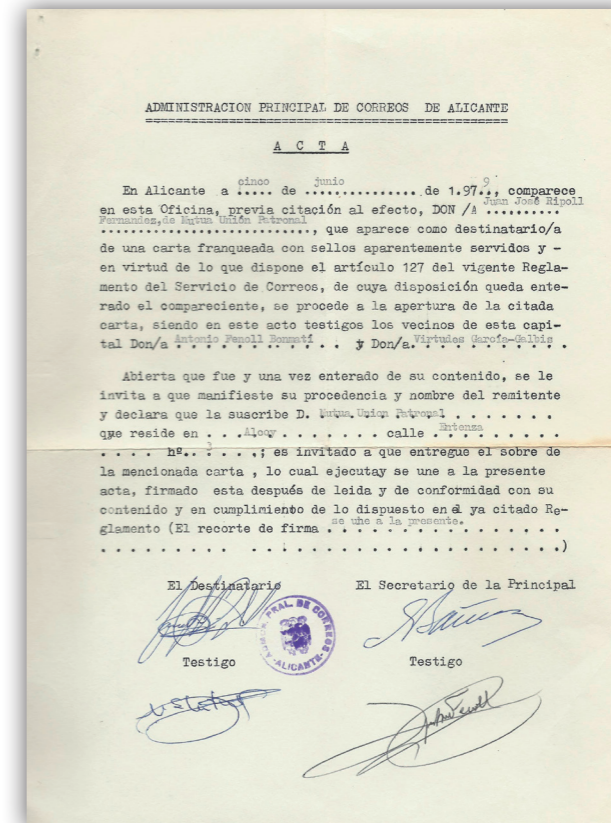 ADMINISTRACION PRINCIPAL DE CORREOS DE ALICANTE
A C T A
En Alicante a cinco de junio de 1.979, comparece
en esta Oficina, previa citación al efecto, DON /A Juan José Ripoll
Fernandez, de Mutua Unión Patronal
, que aparece como destinatario/a
de una carta franqueada con sellos aparentemente servidos y -
en virtud de lo que dispone el artículo 127 del vigente Regla-
mento del Servicio de Correos, de cuya disposición queda ente-
rado el compareciente, se procede a la apertura de la citada
carta, siendo en este acto testigos los vecinos de esta capi-
tal Don/a Antonio Fenoll Bonmatí y Don/a. Virtudes García-Galbis
Abierta que fue y una vez enterado de su contenido, se le
invita a que manifieste su procedencia y nombre del remitente
y declara que la suscribe D. Mutua Union Patronal
que reside en Alcoy calle Entenza
nº. 3 ; es invitado a que entregue el sobre de
la mencionada carta , lo cual ejecutay se une a la presente
acta, firmado esta después de leida y de conformidad con su
contenido y en cumplimiento de lo dispuesto en el ya citado Re-
glamento (El recorte de firma se une a la presente.
)
El Destinatario El Secretario de la Principal
ADMON. PRAL. DE CORREOS
-ALICANTE-
Testigo Testigo